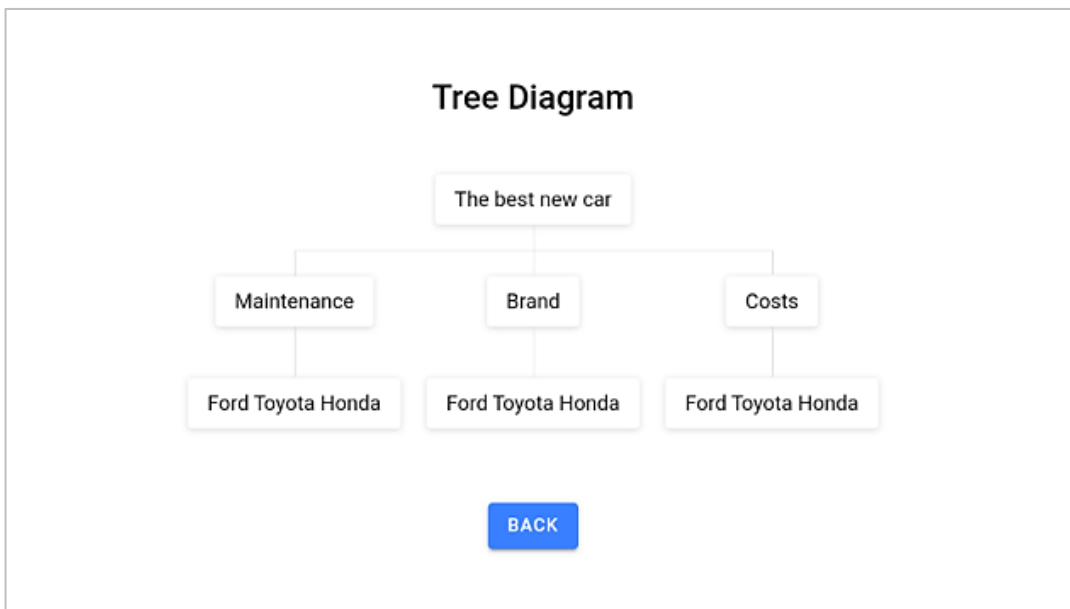 Tree Diagram
The best new car
Maintenance
Brand
Costs
Ford Toyota Honda
Ford Toyota Honda
Ford Toyota Honda
BACK